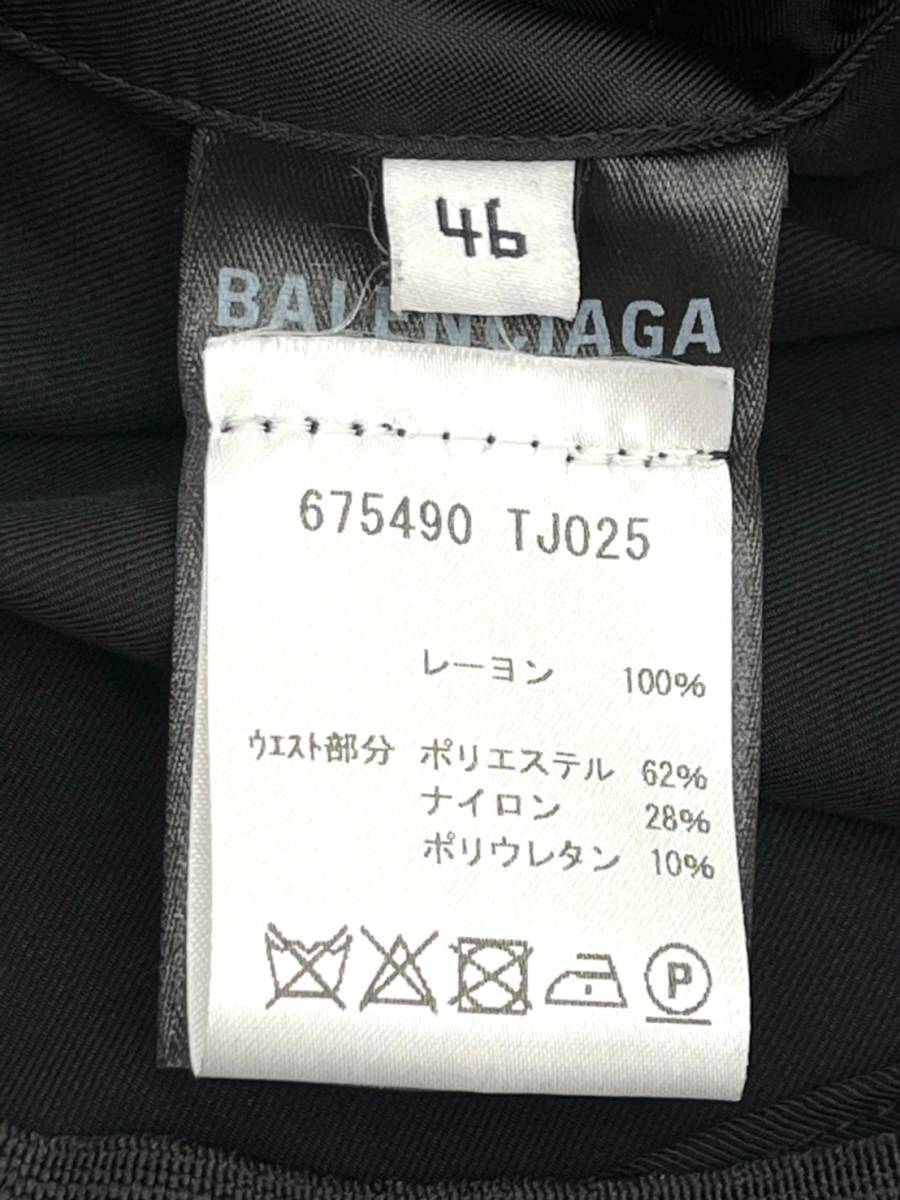 46
BALENCIAGA
675490 TJ025
レーヨン 100%
ウエスト部分 ポリエステル 62%
ナイロン 28%
ポリウレタン 10%
P